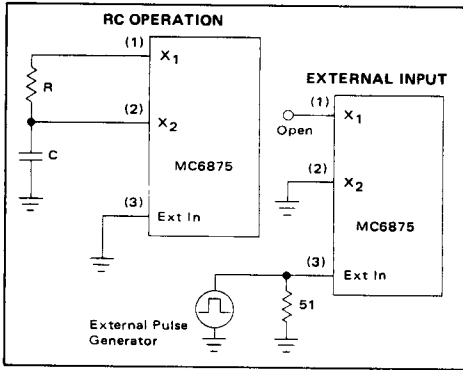 RC OPERATION
(1)
X1
R
(2)
X2
C
MC6875
(3)
Ext In
EXTERNAL INPUT
(1)
X1
Open
(2)
X2
MC6875
(3)
Ext In
51
External Pulse
Generator